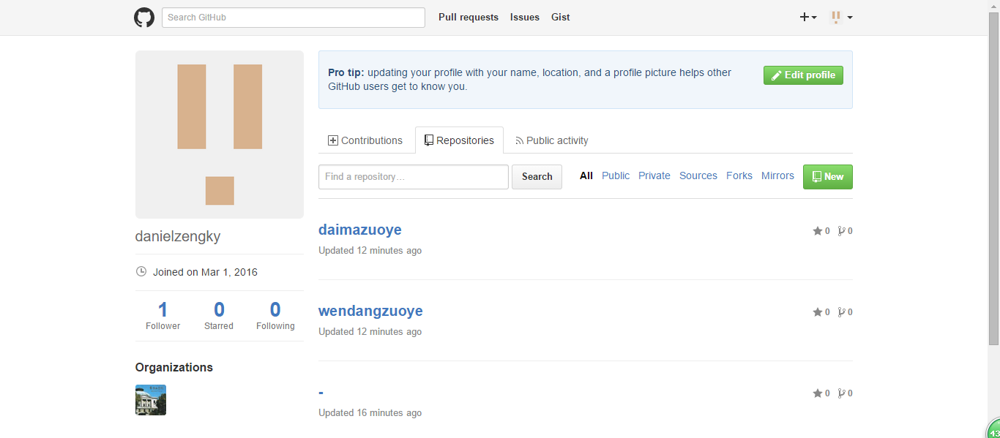 Search GitHub
Pull requests
Issues
Gist
Pro tip: updating your profile with your name, location, and a profile picture helps other
GitHub users get to know you.
Edit profile
Contributions
Repositories
Public activity
Find a repository…
Search
All
Public
Private
Sources
Forks
Mirrors
New
danielzengky
Joined on Mar 1, 2016
1
Follower
0
Starred
0
Following
Organizations
daimazuoye
0
0
Updated 12 minutes ago
wendangzuoye
0
0
Updated 12 minutes ago
-
0
0
Updated 16 minutes ago